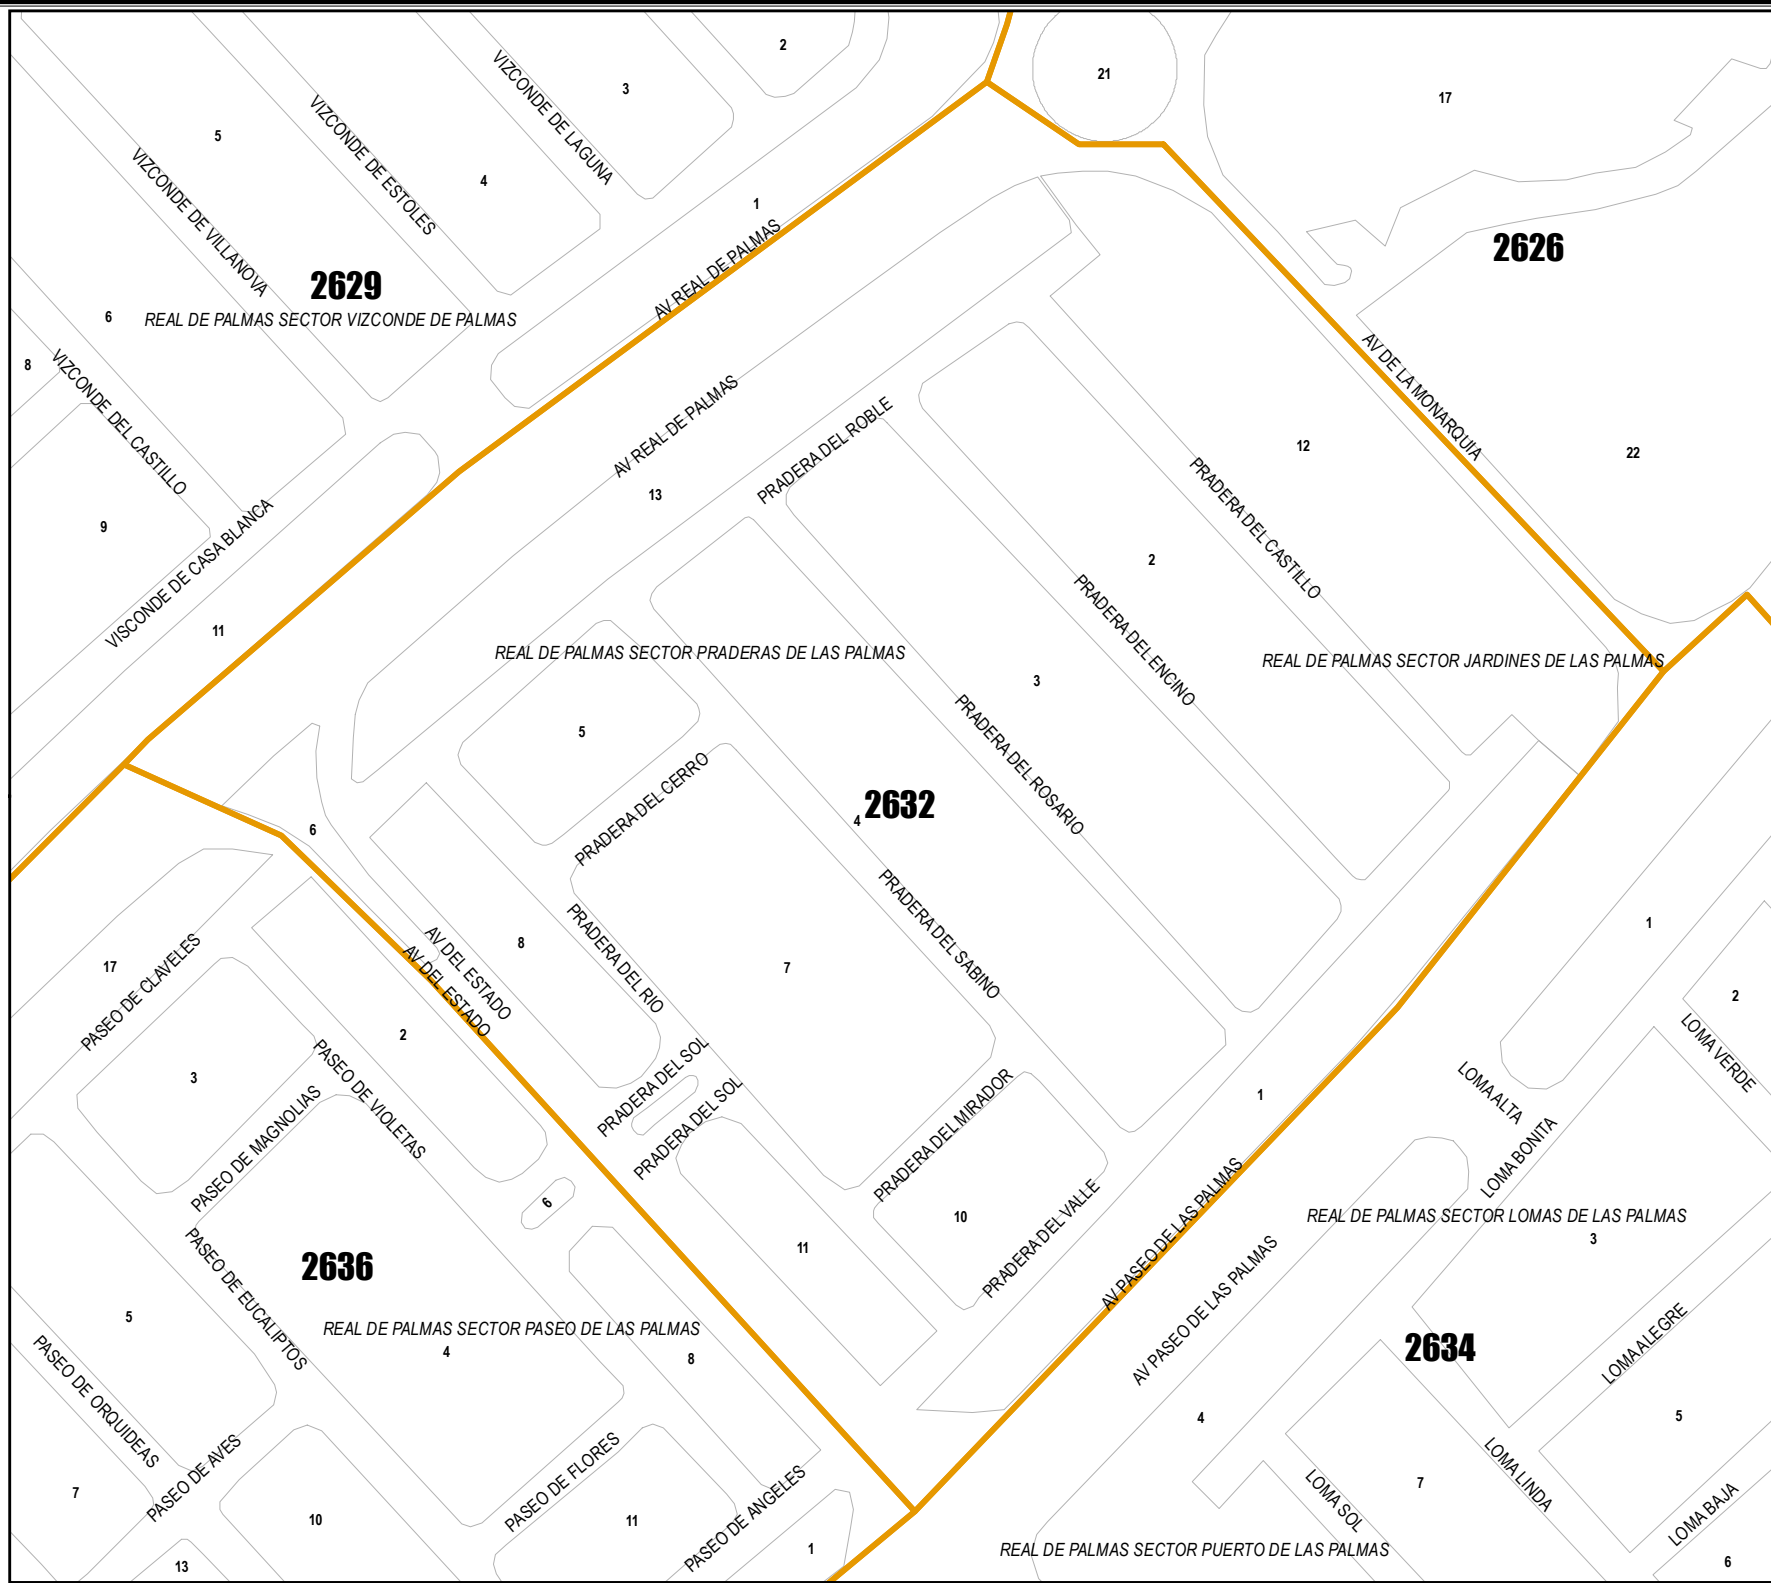 2
21
17
3
VIZCONDE DE LAGUNA
VIZCONDE DE ESTOLES
5
4
VIZCONDE DE VILLANOVA
1
AV REAL DE PALMAS
2626
2629
REAL DE PALMAS SECTOR VIZCONDE DE PALMAS
6
8
VIZCONDE DEL CASTILLO
AV DE LA MONARQUIA
AV REAL DE PALMAS
PRADERA DEL ROBLE
12
22
13
9
PRADERA DEL CASTILLO
VISCONDE DE CASA BLANCA
2
PRADERA DEL ENCINO
11
REAL DE PALMAS SECTOR PRADERAS DE LAS PALMAS
REAL DE PALMAS SECTOR JARDINES DE LAS PALMAS
3
5
PRADERA DEL ROSARIO
PRADERA DEL CERRO
2632
4
6
PRADERA DEL SABINO
1
8
PRADERA DEL RIO
AV DEL ESTADO
AV DEL ESTADO
17
PASEO DE CLAVELES
7
2
LOMA VERDE
2
3
PASEO DE VIOLETAS
PASEO DE MAGNOLIAS
PRADERA DEL SOL
PRADERA DEL SOL
PRADERA DEL MIRADOR
1
LOMA ALTA
LOMA BONITA
6
10
PRADERA DEL VALLE
AV PASEO DE LAS PALMAS
REAL DE PALMAS SECTOR LOMAS DE LAS PALMAS
3
11
2636
PASEO DE EUCALIPTOS
AV PASEO DE LAS PALMAS
5
REAL DE PALMAS SECTOR PASEO DE LAS PALMAS
4
8
2634
LOMA ALEGRE
PASEO DE ORQUIDEAS
4
5
PASEO DE AVES
PASEO DE FLORES
7
LOMA LINDA
LOMA SOL
7
10
11
PASEO DE ANGELES
1
LOMA BAJA
REAL DE PALMAS SECTOR PUERTO DE LAS PALMAS
13
6